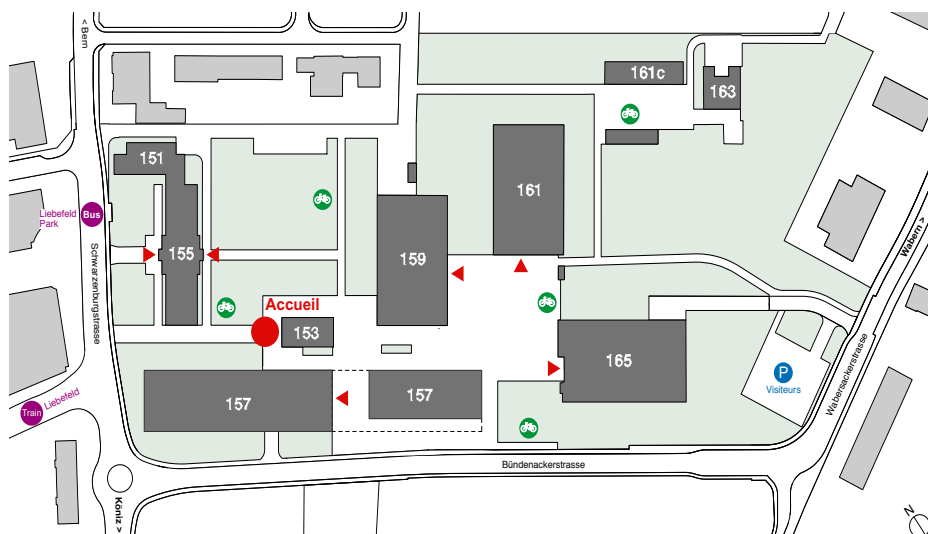 < Bern
161c
163
151
161
Liebefeld
Park
Bus
155
159
Wabern >
Schwarzenburgstrasse
Accueil
153
165
P
Visiteurs
157
157
Train
Liebefeld
Wabersackerstrasse
Bündenackerstrasse
Köniz >
N